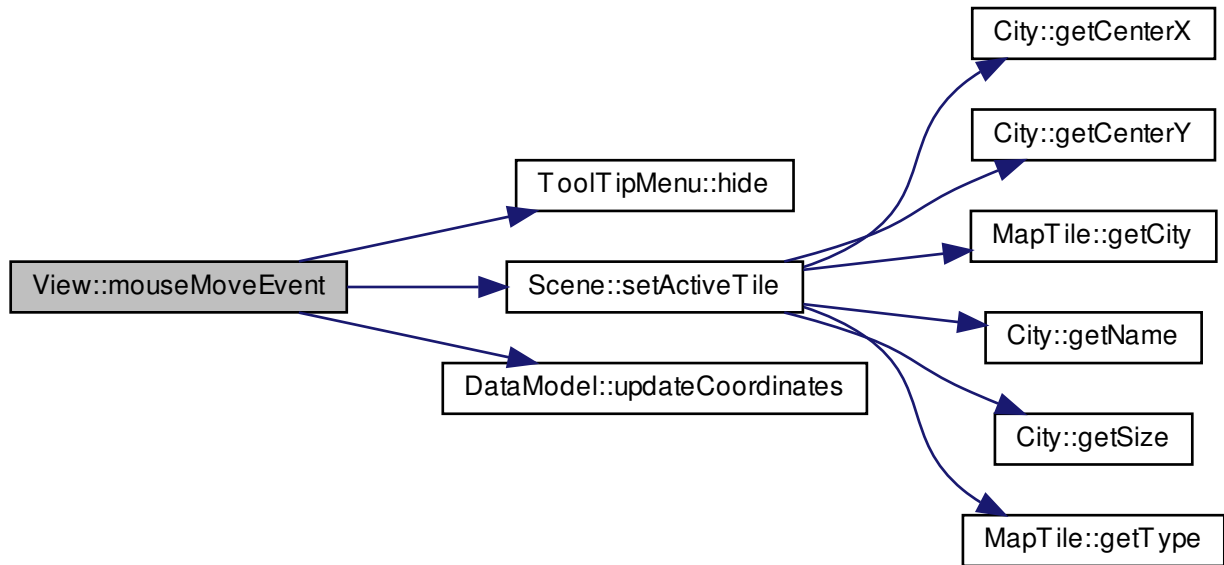 View::mouseMoveEvent
ToolTipMenu::hide
Scene::setActiveTile
DataModel::updateCoordinates
City::getCenterX
City::getCenterY
MapTile::getCity
City::getName
City::getSize
MapTile::getType